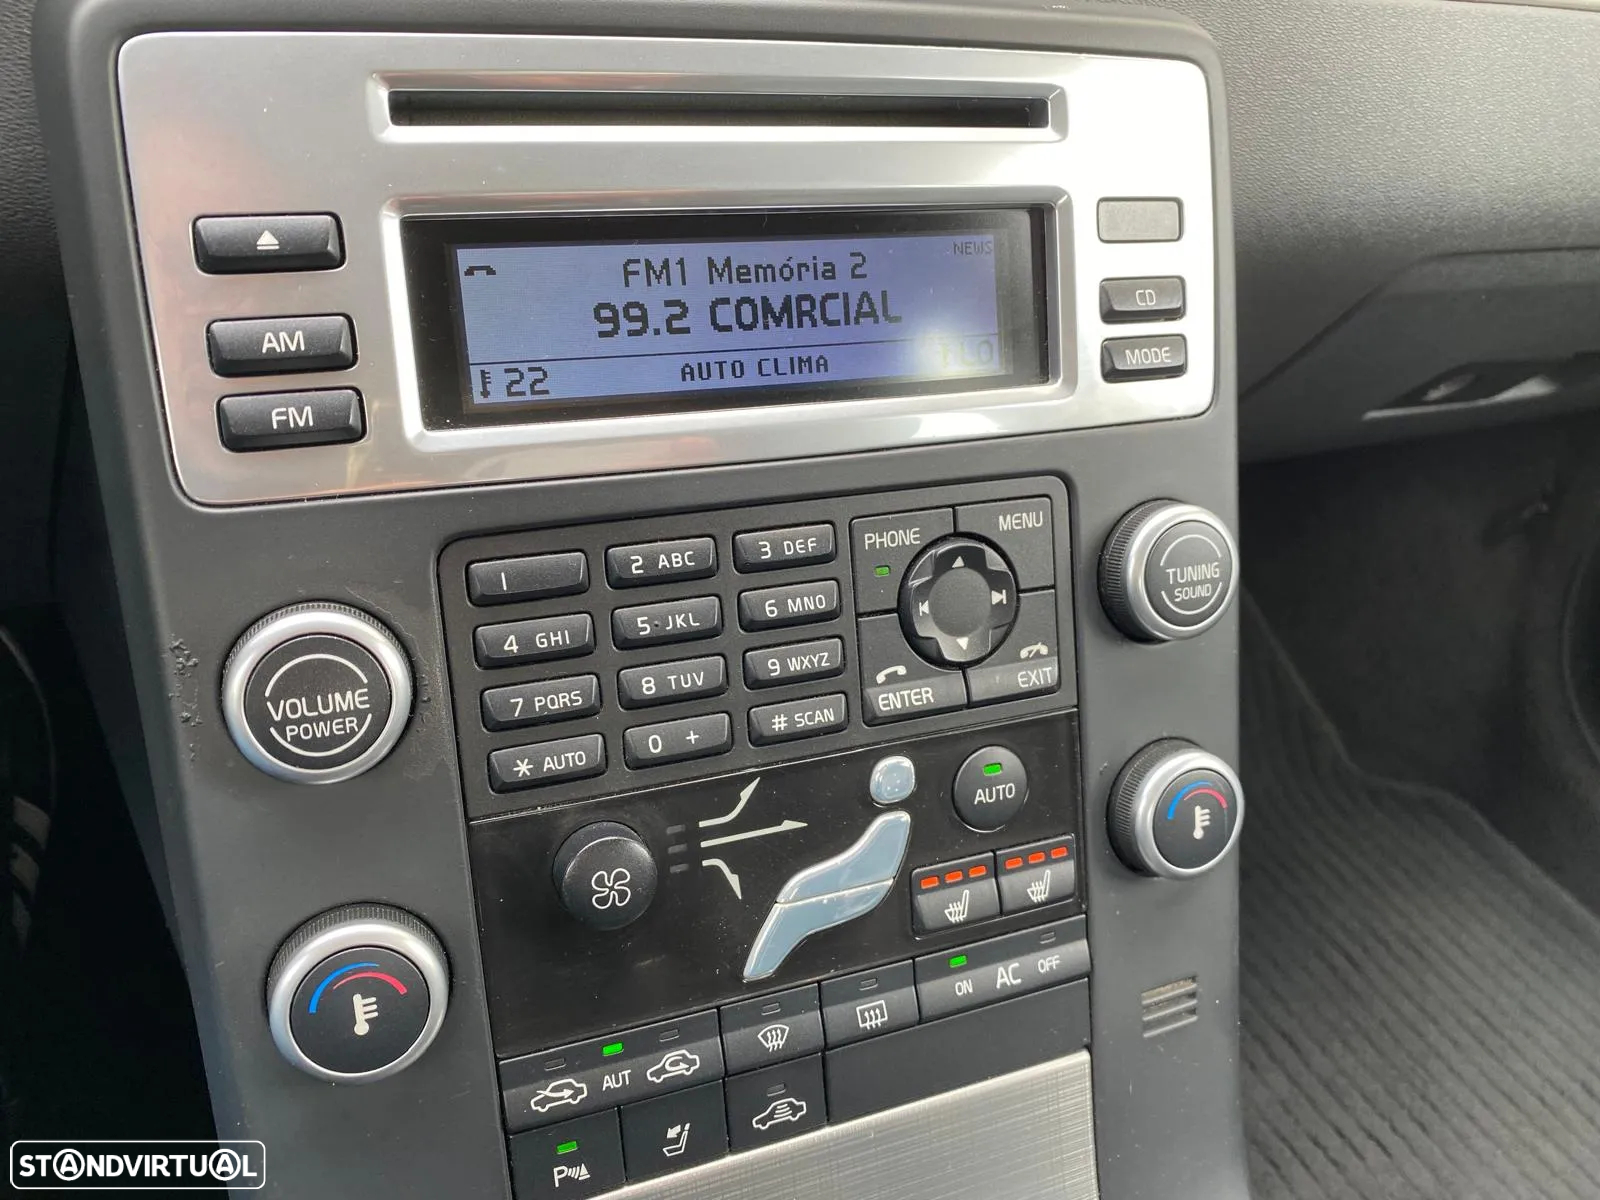 NEWS
FM1 Memória 2
99.2 COMRCIAL
22 AUTO CLIMA LO
AM
FM
CD
MODE
1
2 ABC
3 DEF
4 GHI
5 JKL
6 MNO
7 PQRS
8 TUV
9 WXYZ
* AUTO
0 +
# SCAN
PHONE
MENU
ENTER
EXIT
TUNING
SOUND
VOLUME
POWER
AUTO
ON AC OFF
AUT
P
STANDVIRTUAL